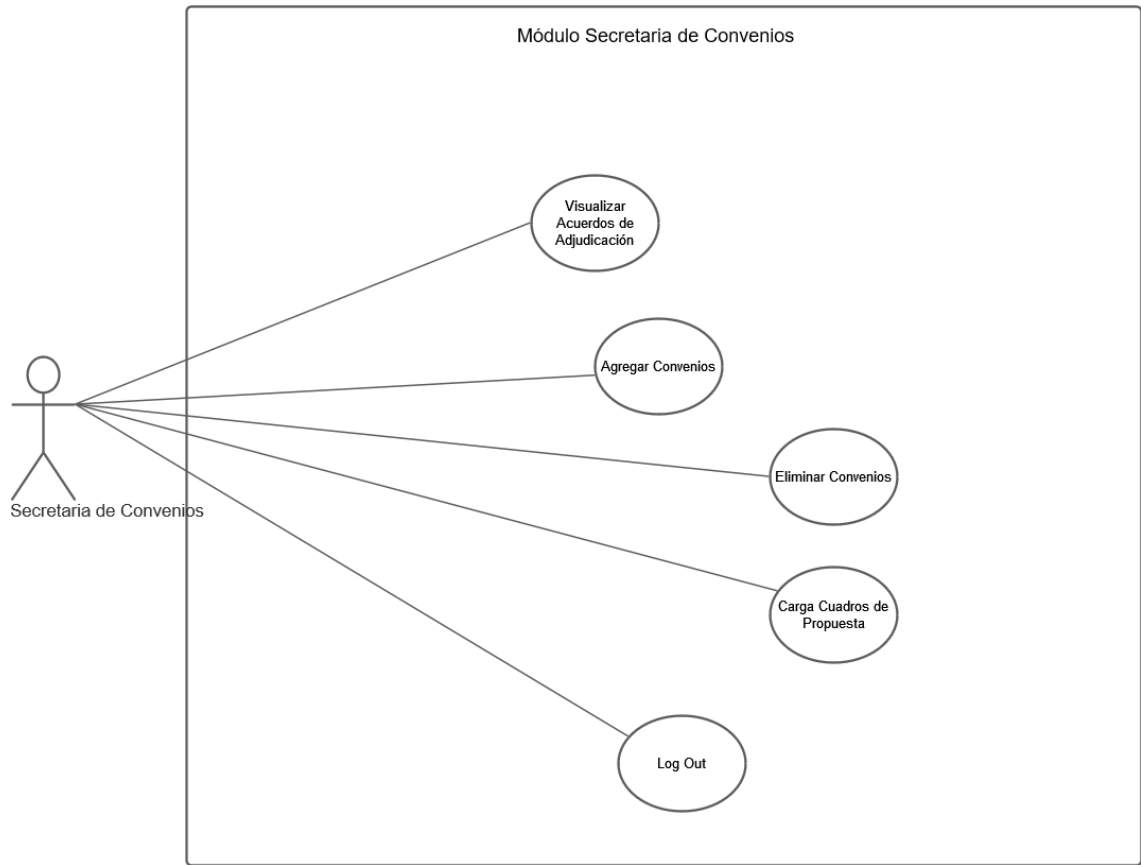 Módulo Secretaria de Convenios
Visualizar
Acuerdos de
Adjudicación
Agregar Convenios
Eliminar Convenios
Secretaria de Convenios
Carga Cuadros de
Propuesta
Log Out